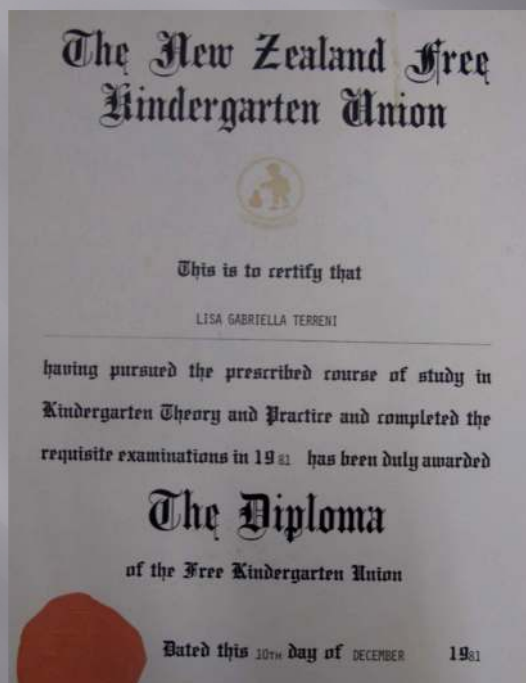 The New Zealand Free
Kindergarten Union
This is to certify that
LISA GABRIELLA TERRENI
having pursued the prescribed course of study in
Kindergarten Theory and Practice and completed the
requisite examinations in 1981 has been duly awarded
The Diploma
of the Free Kindergarten Union
Dated this 10TH day of DECEMBER 1981